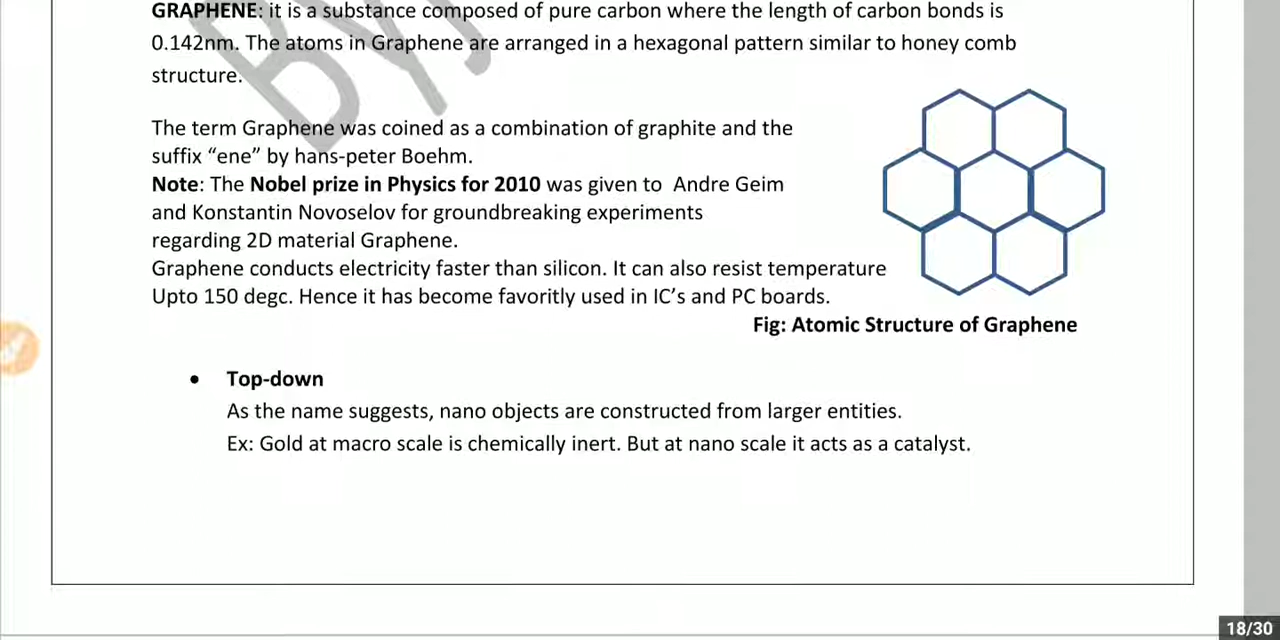 GRAPHENE: it is a substance composed of pure carbon where the length of carbon bonds is
0.142nm. The atoms in Graphene are arranged in a hexagonal pattern similar to honey comb
structure.
The term Graphene was coined as a combination of graphite and the
suffix “ene” by hans-peter Boehm.
Note: The Nobel prize in Physics for 2010 was given to Andre Geim
and Konstantin Novoselov for groundbreaking experiments
regarding 2D material Graphene.
Graphene conducts electricity faster than silicon. It can also resist temperature
Upto 150 degc. Hence it has become favoritly used in IC’s and PC boards.
Fig: Atomic Structure of Graphene
• Top-down
As the name suggests, nano objects are constructed from larger entities.
Ex: Gold at macro scale is chemically inert. But at nano scale it acts as a catalyst.
18/30